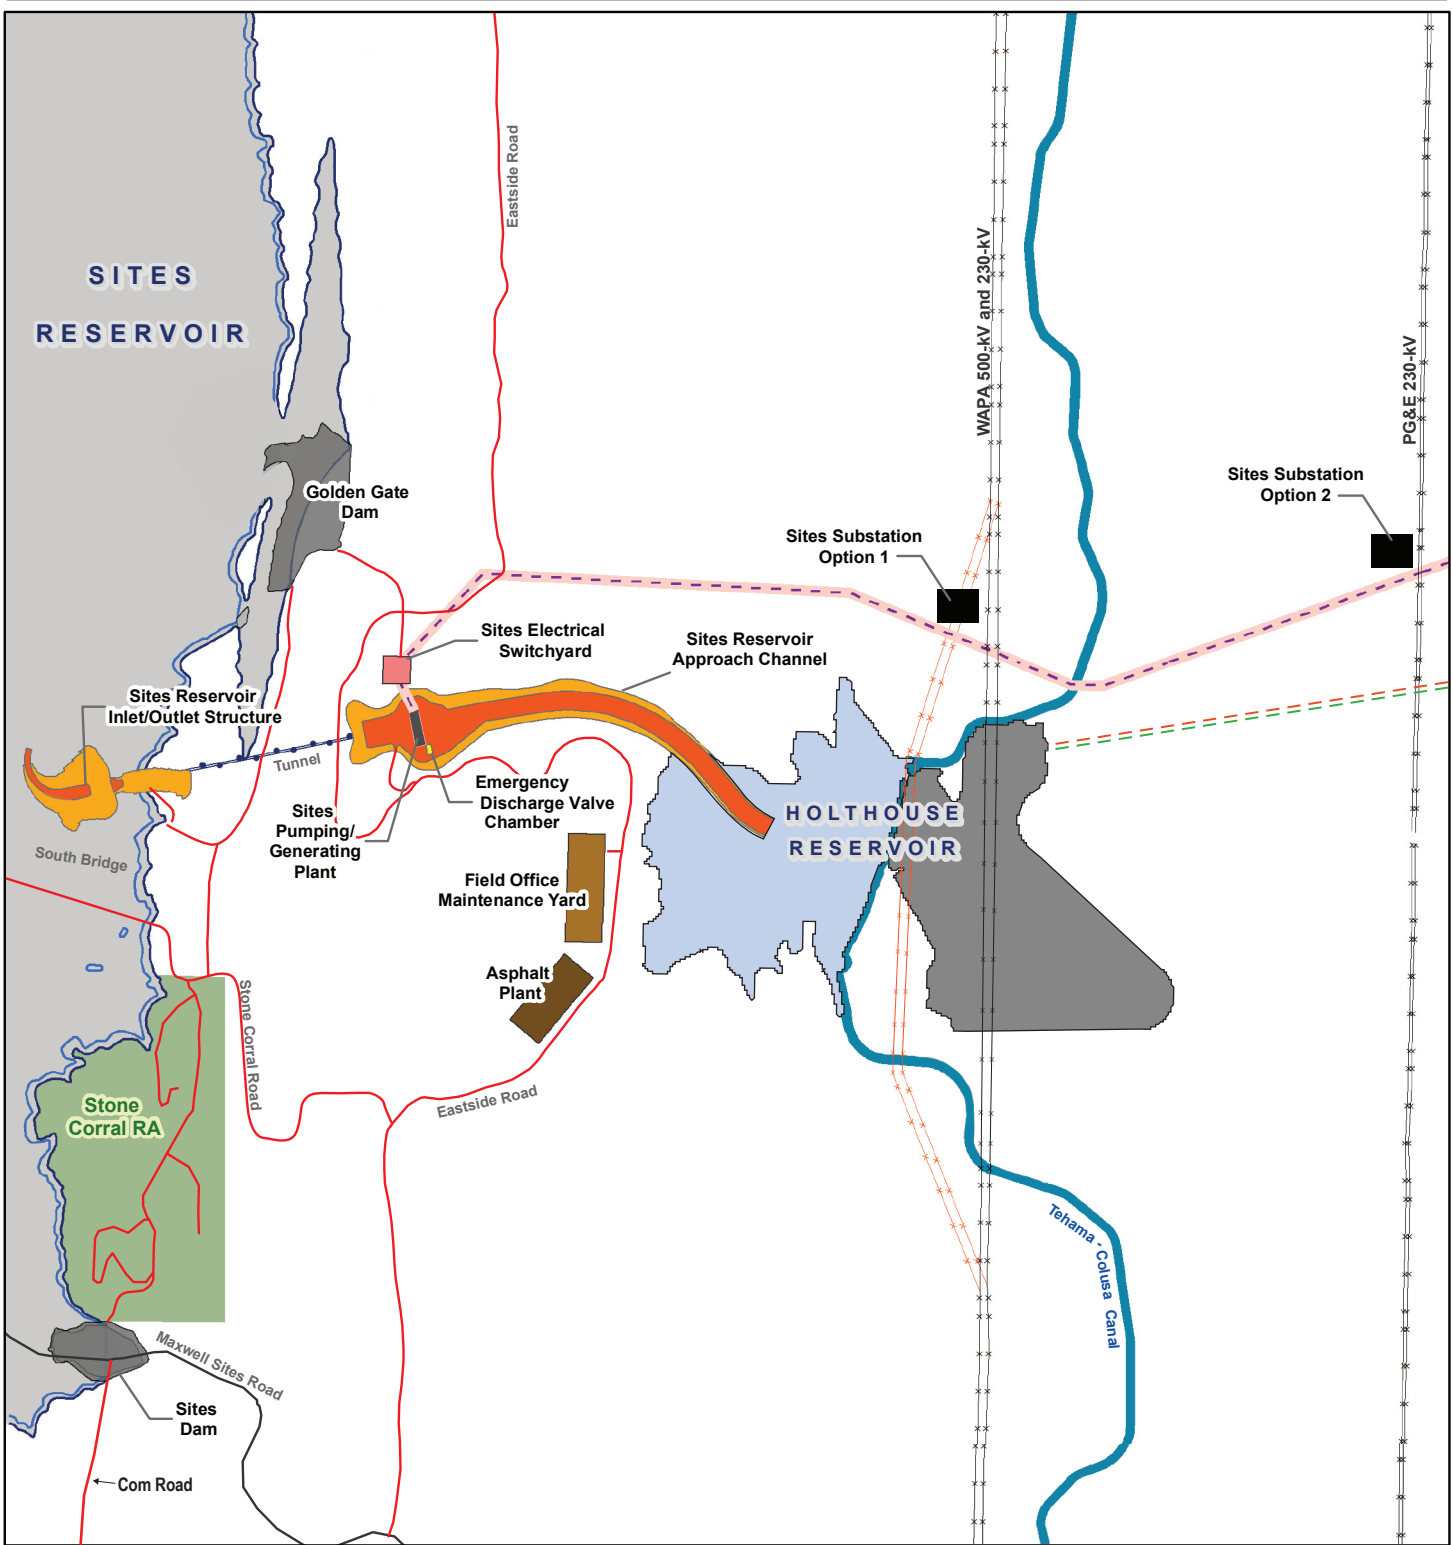 Eastside Road
SITES
RESERVOIR
WAPA 500-kV and 230-kV
PG&E 230-kV
Golden Gate
Dam
Sites Substation
Option 2
Sites Substation
Option 1
Sites Electrical
Switchyard
Sites Reservoir
Approach Channel
Sites Reservoir
Inlet/Outlet Structure
Tunnel
Emergency
Discharge Valve
Chamber
Sites
Pumping/
Generating
Plant
HOLTHOUSE
RESERVOIR
South Bridge
Field Office
Maintenance Yard
Asphalt
Plant
Stone Corral Road
Eastside Road
Stone
Corral RA
Tehama - Colusa Canal
Maxwell Sites Road
Sites
Dam
Com Road